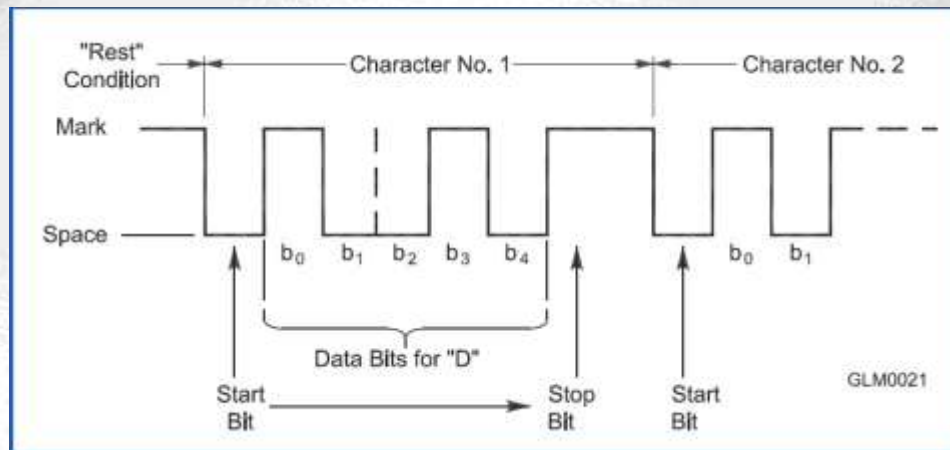 "Rest"
Condition
Character No. 1
Character No. 2
Mark
Space
b0 b1 b2 b3 b4 b0 b1
Data Bits for "D"
GLM0021
Start
Bit
Stop
Bit
Start
Bit